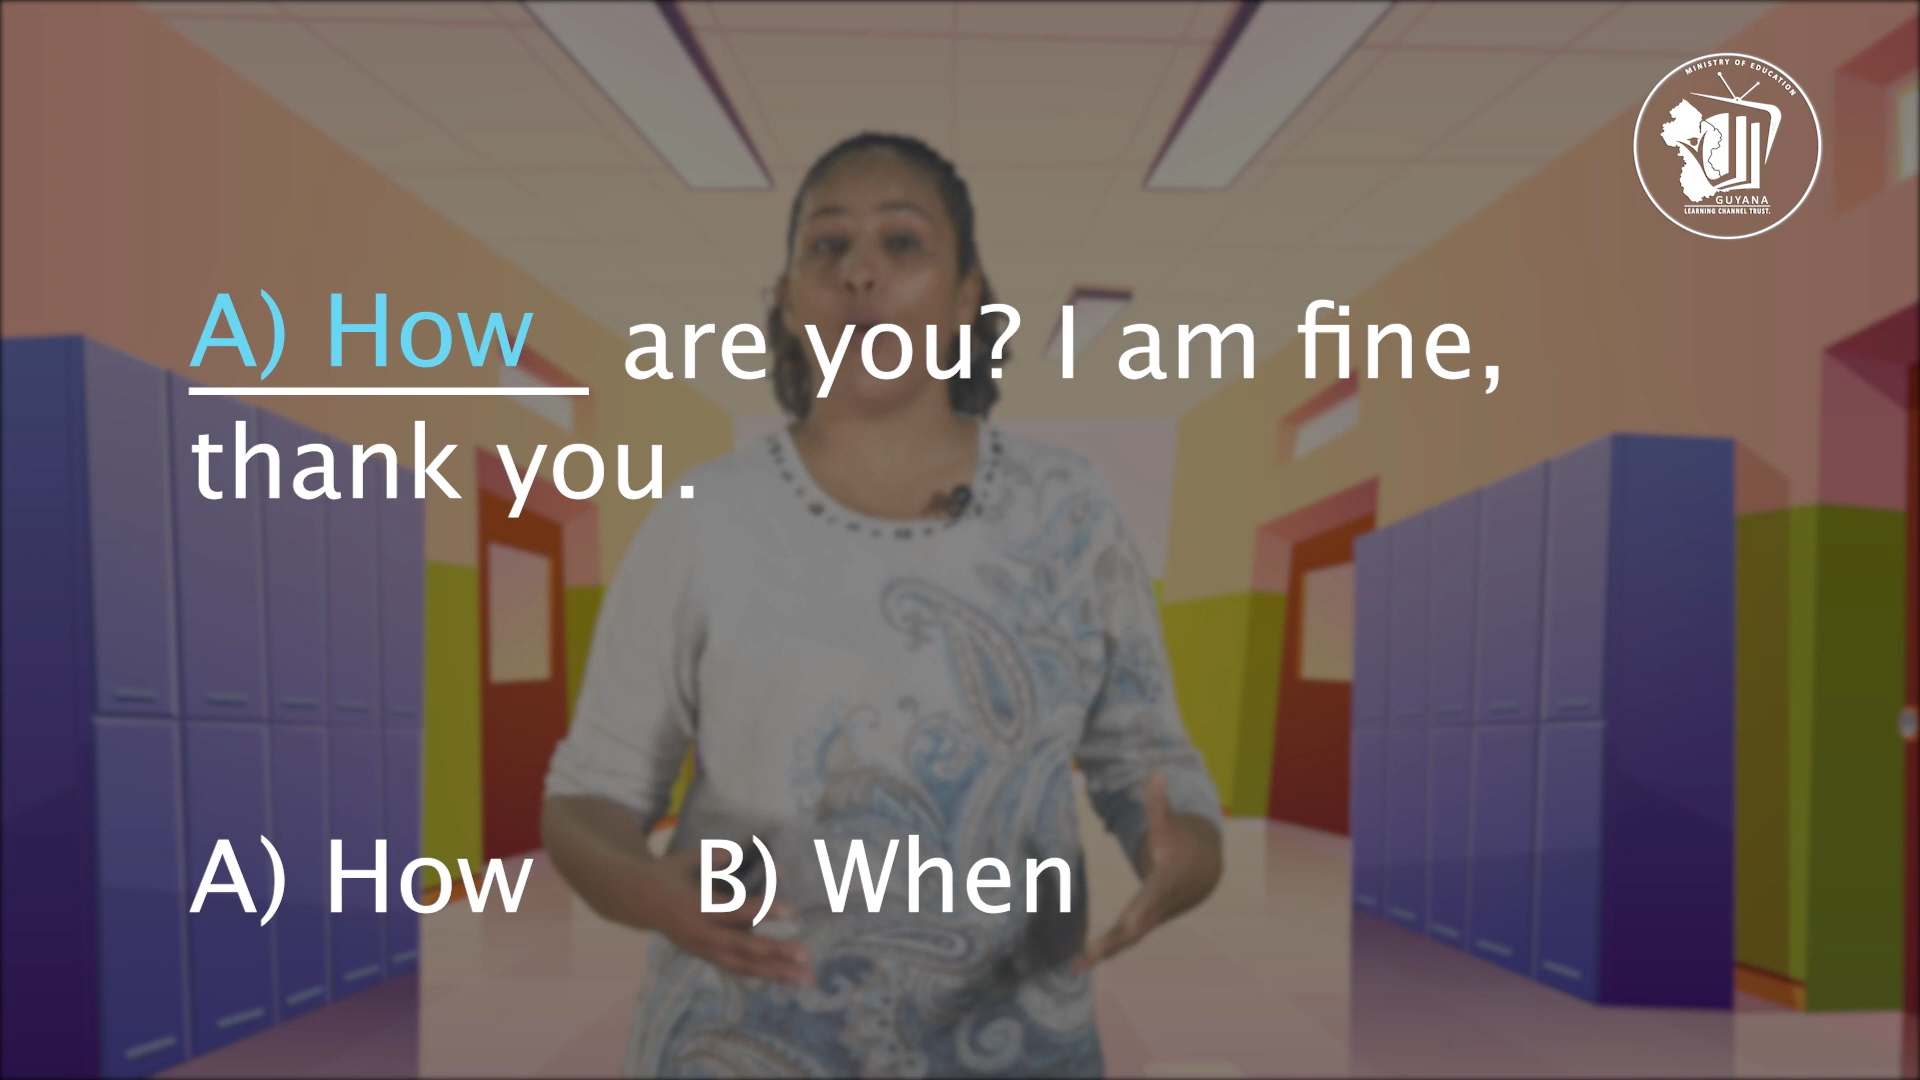 MINISTRY OF EDUCATION
GUYANA
LEARNING CHANNEL TRUST.
A) How are you? I am fine,
thank you.
A) How B) When